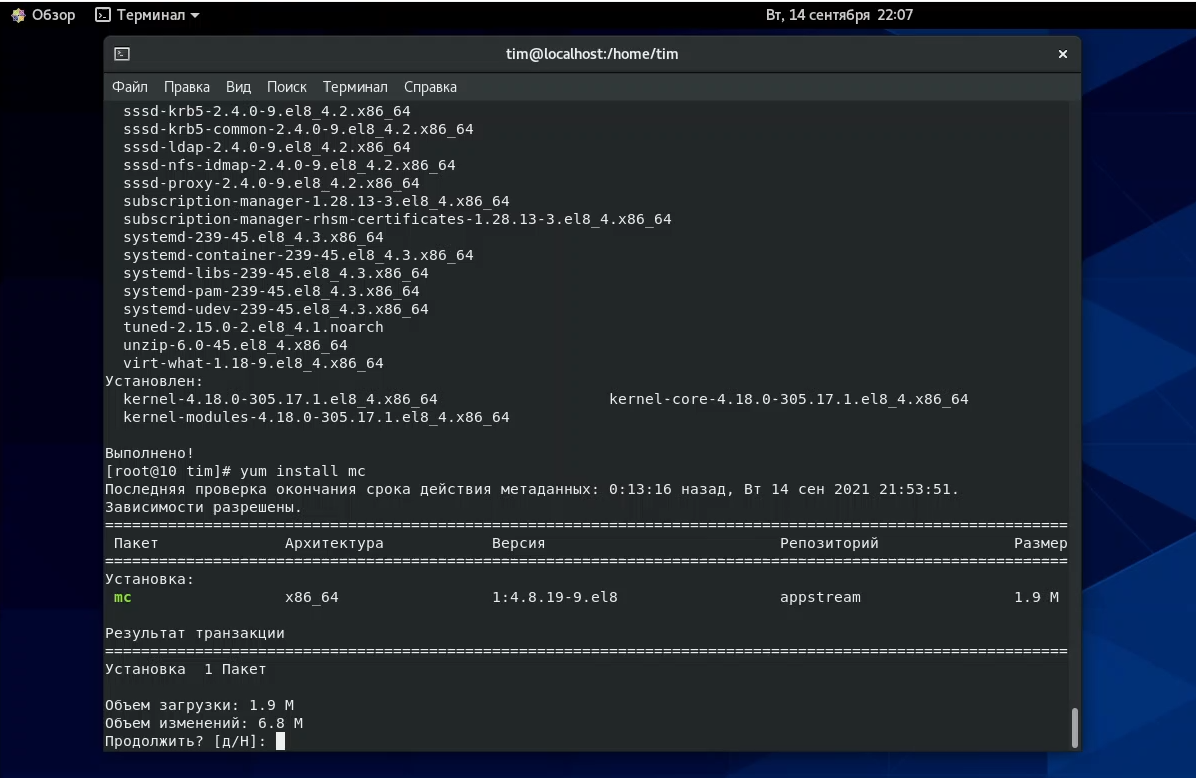 Обзор Терминал Вт, 14 сентября 22:07
tim@localhost:/home/tim
Файл Правка Вид Поиск Терминал Справка
sssd-krb5-2.4.0-9.el8_4.2.x86_64
sssd-krb5-common-2.4.0-9.el8_4.2.x86_64
sssd-ldap-2.4.0-9.el8_4.2.x86_64
sssd-nfs-idmap-2.4.0-9.el8_4.2.x86_64
sssd-proxy-2.4.0-9.el8_4.2.x86_64
subscription-manager-1.28.13-3.el8_4.x86_64
subscription-manager-rhsm-certificates-1.28.13-3.el8_4.x86_64
systemd-239-45.el8_4.3.x86_64
systemd-container-239-45.el8_4.3.x86_64
systemd-libs-239-45.el8_4.3.x86_64
systemd-pam-239-45.el8_4.3.x86_64
systemd-udev-239-45.el8_4.3.x86_64
tuned-2.15.0-2.el8_4.1.noarch
unzip-6.0-45.el8_4.x86_64
virt-what-1.18-9.el8_4.x86_64
Установлен:
kernel-4.18.0-305.17.1.el8_4.x86_64 kernel-core-4.18.0-305.17.1.el8_4.x86_64
kernel-modules-4.18.0-305.17.1.el8_4.x86_64
Выполнено!
[root@10 tim]# yum install mc
Последняя проверка окончания срока действия метаданных: 0:13:16 назад, Вт 14 сен 2021 21:53:51.
Зависимости разрешены.
================================================================================
Пакет Архитектура Версия Репозиторий Размер
================================================================================
Установка:
mc x86_64 1:4.8.19-9.el8 appstream 1.9 M
Результат транзакции
================================================================================
Установка 1 Пакет
Объем загрузки: 1.9 M
Объем изменений: 6.8 M
Продолжить? [д/Н]: